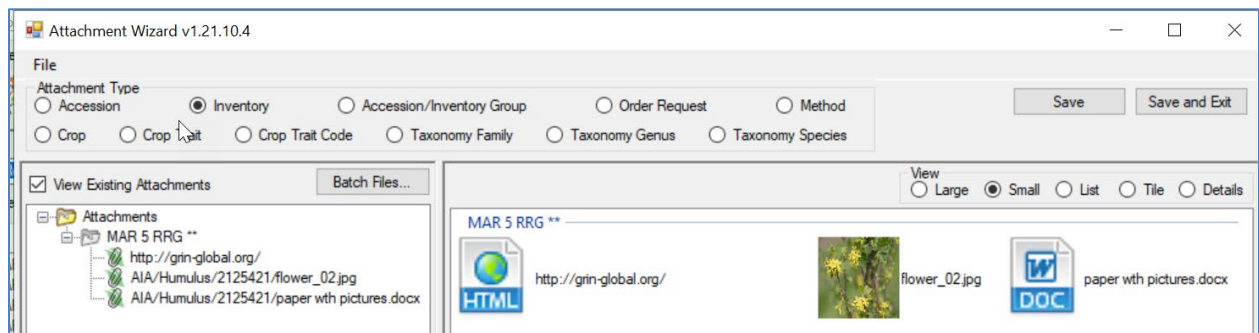 Attachment Wizard v1.21.10.4
File
Attachment Type
Accession Inventory Accession/Inventory Group Order Request Method
Save Save and Exit
Crop Crop Trait Crop Trait Code Taxonomy Family Taxonomy Genus Taxonomy Species
View Existing Attachments Batch Files...
View
Large Small List Tile Details
Attachments
MAR 5 RRG **
http://grin-global.org/
AIA/Humulus/2125421/flower_02.jpg
AIA/Humulus/2125421/paper wth pictures.docx
MAR 5 RRG **
HTML http://grin-global.org/ flower_02.jpg W DOC paper wth pictures.docx